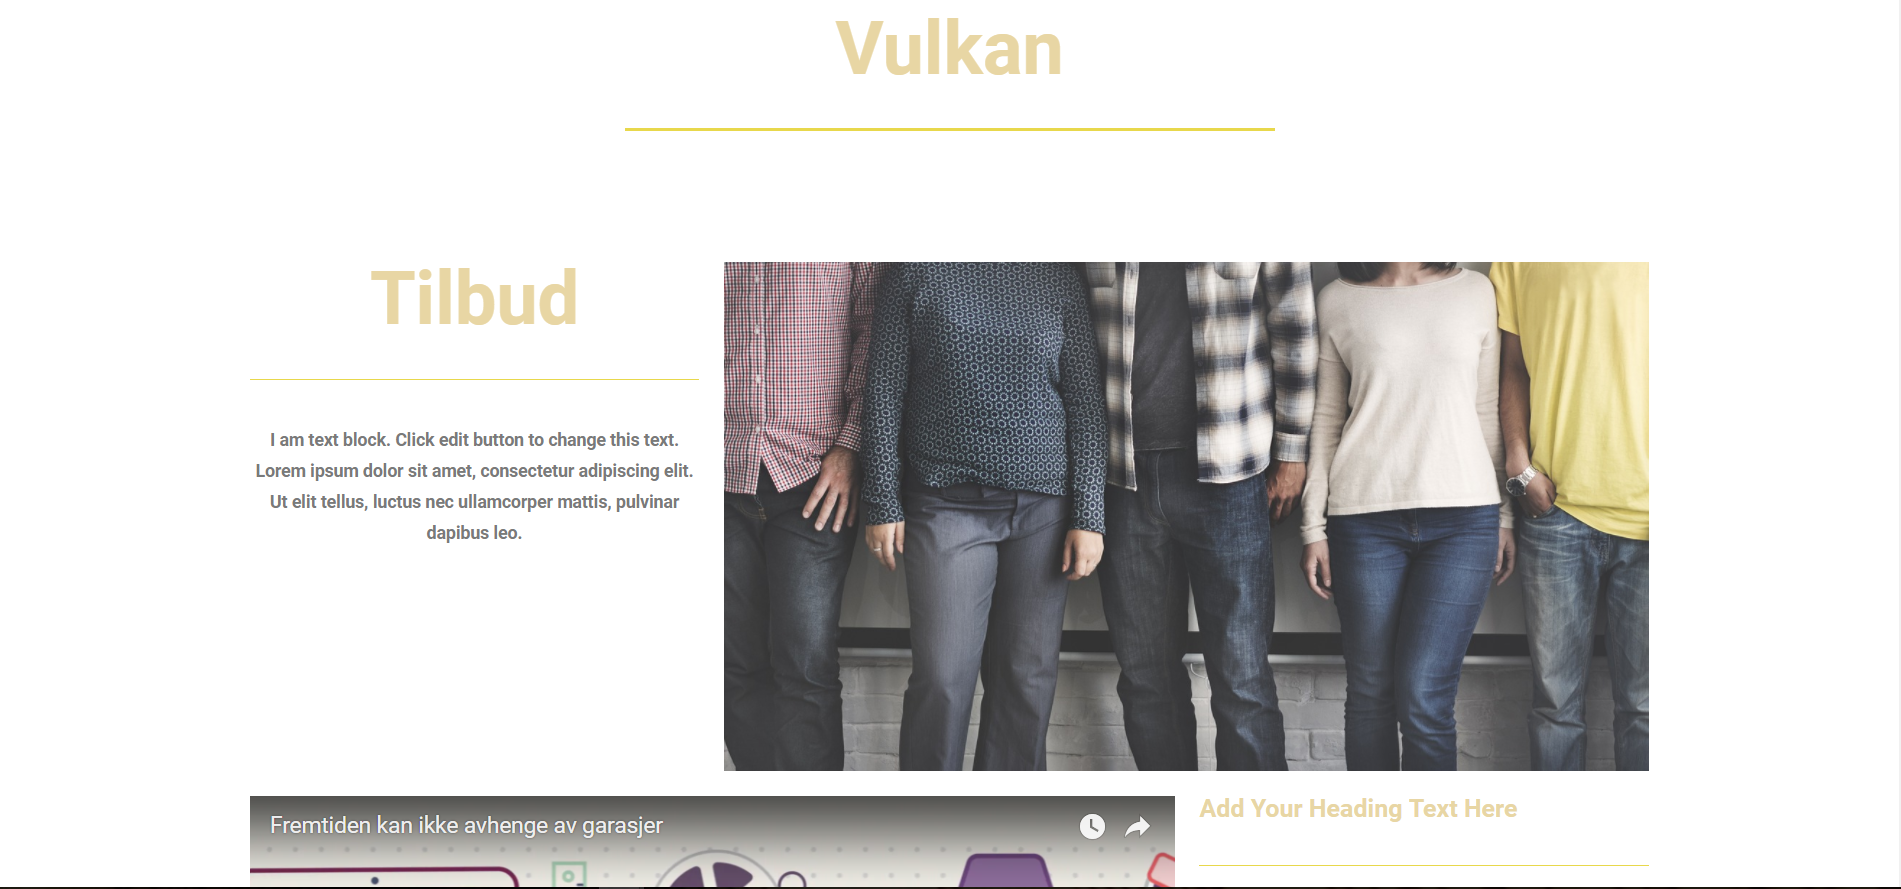 Vulkan
Tilbud
I am text block. Click edit button to change this text.
Lorem ipsum dolor sit amet, consectetur adipiscing elit.
Ut elit tellus, luctus nec ullamcorper mattis, pulvinar
dapibus leo.
Fremtiden kan ikke avhenge av garasjer
Add Your Heading Text Here